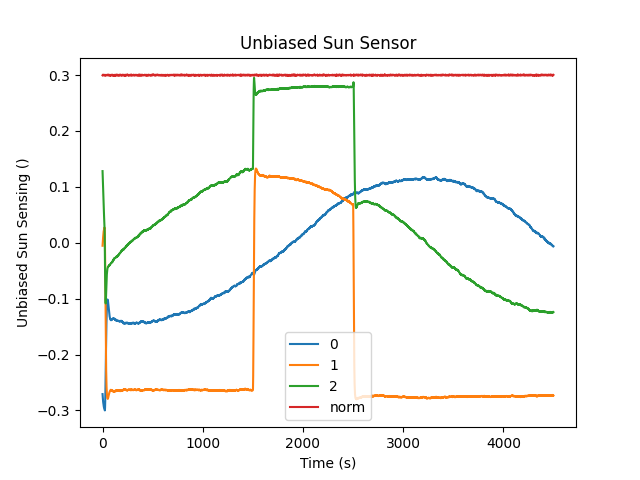 Unbiased Sun Sensor
Unbiased Sun Sensing ()
0.3
0.2
0.1
0.0
−0.1
−0.2
−0.3
0
1
2
norm
0 1000 2000 3000 4000
Time (s)